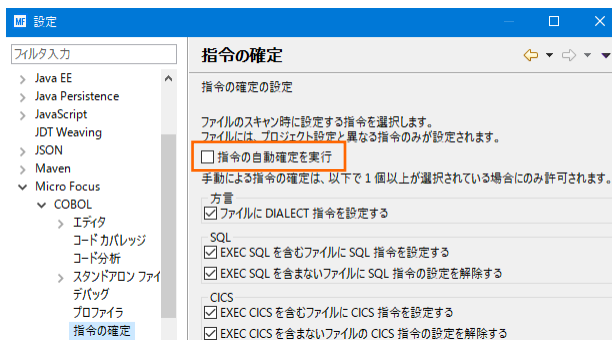 MF 設定
フィルタ入力
Java EE
Java Persistence
JavaScript
JDT Weaving
JSON
Maven
Micro Focus
COBOL
エディタ
コード カバレッジ
コード分析
スタンドアロン ファイ
デバッグ
プロファイラ
指令の確定
指令の確定
指令の確定の設定
ファイルのスキャン時に設定する指令を選択します。
ファイルには、プロジェクト設定と異なる指令のみが設定されます。
指令の自動確定を実行
手動による指令の確定は、以下で 1 個以上が選択されている場合にのみ許可されます。
方言
ファイルに DIALECT 指令を設定する
SQL
EXEC SQL を含むファイルに SQL 指令を設定する
EXEC SQL を含まないファイルに SQL 指令の設定を解除する
CICS
EXEC CICS を含むファイルに CICS 指令を設定する
EXEC CICS を含まないファイルの CICS 指令の設定を解除する